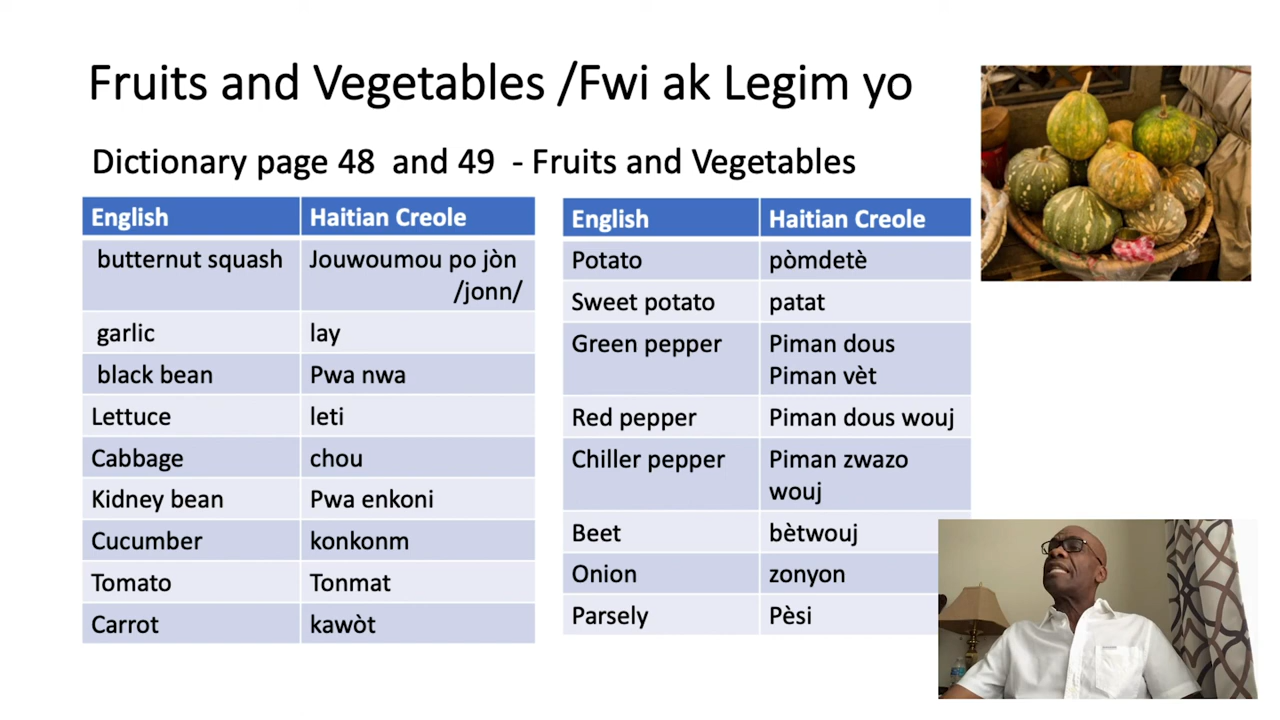 Fruits and Vegetables /Fwi ak Legim yo
Dictionary page 48 and 49 - Fruits and Vegetables
English Haitian Creole
butternut squash Jouwoumou po jòn
/jonn/
garlic lay
black bean Pwa nwa
Lettuce leti
Cabbage chou
Kidney bean Pwa enkoni
Cucumber konkonm
Tomato Tonmat
Carrot kawòt
English Haitian Creole
Potato pòmdetè
Sweet potato patat
Green pepper Piman dous
Piman vèt
Red pepper Piman dous wouj
Chiller pepper Piman zwazo
wouj
Beet bètwouj
Onion zonyon
Parsely Pèsi